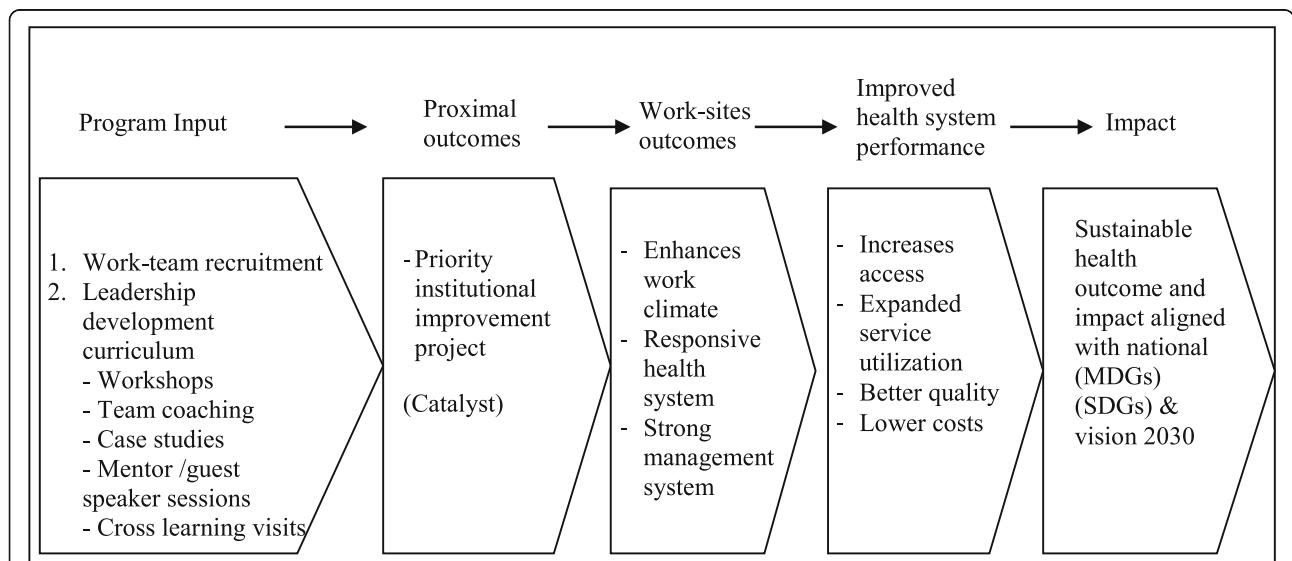 Program Input
Proximal
outcomes
Work-sites
outcomes
Improved
health system
performance
Impact
1. Work-team recruitment
2. Leadership
development
curriculum
- Workshops
- Team coaching
- Case studies
- Mentor /guest
speaker sessions
- Cross learning visits
- Priority
institutional
improvement
project
(Catalyst)
- Enhances
work
climate
- Responsive
health
system
- Strong
management
system
- Increases
access
- Expanded
service
utilization
- Better quality
- Lower costs
Sustainable
health
outcome and
impact aligned
with national
(MDGs)
(SDGs) &
vision 2030